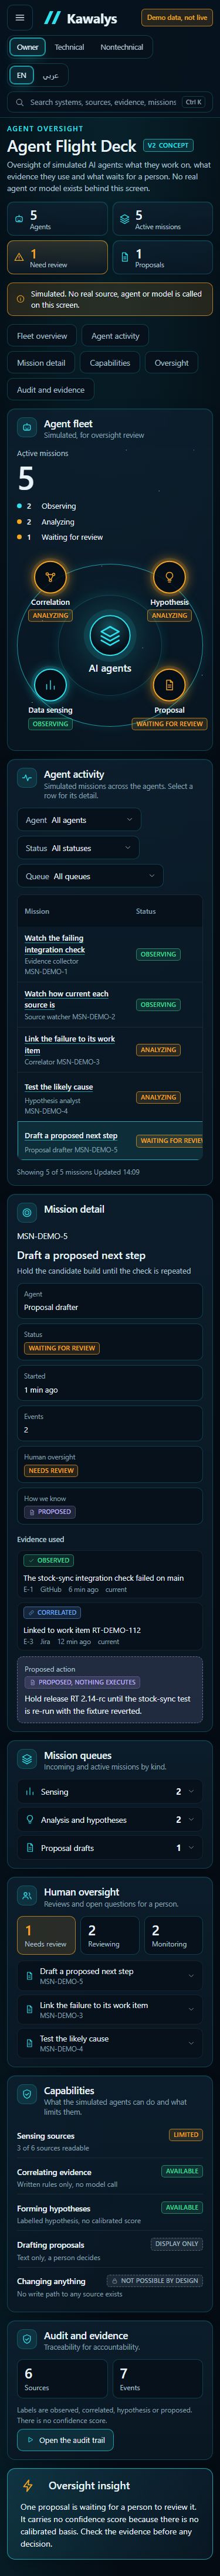 Kawalys
Demo data, not live
Owner
Technical
Nontechnical
EN
عربي
Search systems, sources, evidence, missions
Ctrl K
AGENT OVERSIGHT
Agent Flight Deck
V2 CONCEPT
Oversight of simulated AI agents: what they work on, what
evidence they use and what waits for a person. No real
agent or model exists behind this screen.
5
Agents
5
Active missions
1
Need review
1
Proposals
Simulated. No real source, agent or model is called
on this screen.
Fleet overview
Agent activity
Mission detail
Capabilities
Oversight
Audit and evidence
Agent fleet
Simulated, for oversight review
Active missions
5
2 Observing
2 Analyzing
1 Waiting for review
Correlation
ANALYZING
Hypothesis
ANALYZING
AI agents
Data sensing
OBSERVING
Proposal
WAITING FOR REVIEW
Agent activity
Simulated missions across the agents. Select a
row for its detail.
Agent All agents
Status All statuses
Queue All queues
Mission
Status
Watch the failing
integration check
Evidence collector
MSN-DEMO-1
OBSERVING
Watch how current each
source is
Source watcher MSN-DEMO-2
OBSERVING
Link the failure to its work
item
Correlator MSN-DEMO-3
ANALYZING
Test the likely cause
Hypothesis analyst
MSN-DEMO-4
ANALYZING
Draft a proposed next step
Proposal drafter MSN-DEMO-5
WAITING FOR REVIEW
Showing 5 of 5 missions Updated 14:09
Mission detail
MSN-DEMO-5
Draft a proposed next step
Hold the candidate build until the check is repeated
Agent
Proposal drafter
Status
WAITING FOR REVIEW
Started
1 min ago
Events
2
Human oversight
NEEDS REVIEW
How we know
PROPOSED
Evidence used
OBSERVED
The stock-sync integration check failed on main
E-1 GitHub 6 min ago current
CORRELATED
Linked to work item RT-DEMO-112
E-3 Jira 12 min ago current
Proposed action
PROPOSED, NOTHING EXECUTES
Hold release RT 2.14-rc until the stock-sync test
is re-run with the fixture reverted.
Mission queues
Incoming and active missions by kind.
Sensing 2
Analysis and hypotheses 2
Proposal drafts 1
Human oversight
Reviews and open questions for a person.
1
Needs review
2
Reviewing
2
Monitoring
Draft a proposed next step
MSN-DEMO-5
Link the failure to its work item
MSN-DEMO-3
Test the likely cause
MSN-DEMO-4
Capabilities
What the simulated agents can do and what
limits them.
Sensing sources
LIMITED
3 of 6 sources readable
Correlating evidence
AVAILABLE
Written rules only, no model call
Forming hypotheses
AVAILABLE
Labelled hypothesis, no calibrated score
Drafting proposals
DISPLAY ONLY
Text only, a person decides
Changing anything
NOT POSSIBLE BY DESIGN
No write path to any source exists
Audit and evidence
Traceability for accountability.
6
Sources
7
Events
Labels are observed, correlated, hypothesis or proposed.
There is no confidence score.
Open the audit trail
Oversight insight
One proposal is waiting for a person to review it.
It carries no confidence score because there is no
calibrated basis. Check the evidence before any
decision.